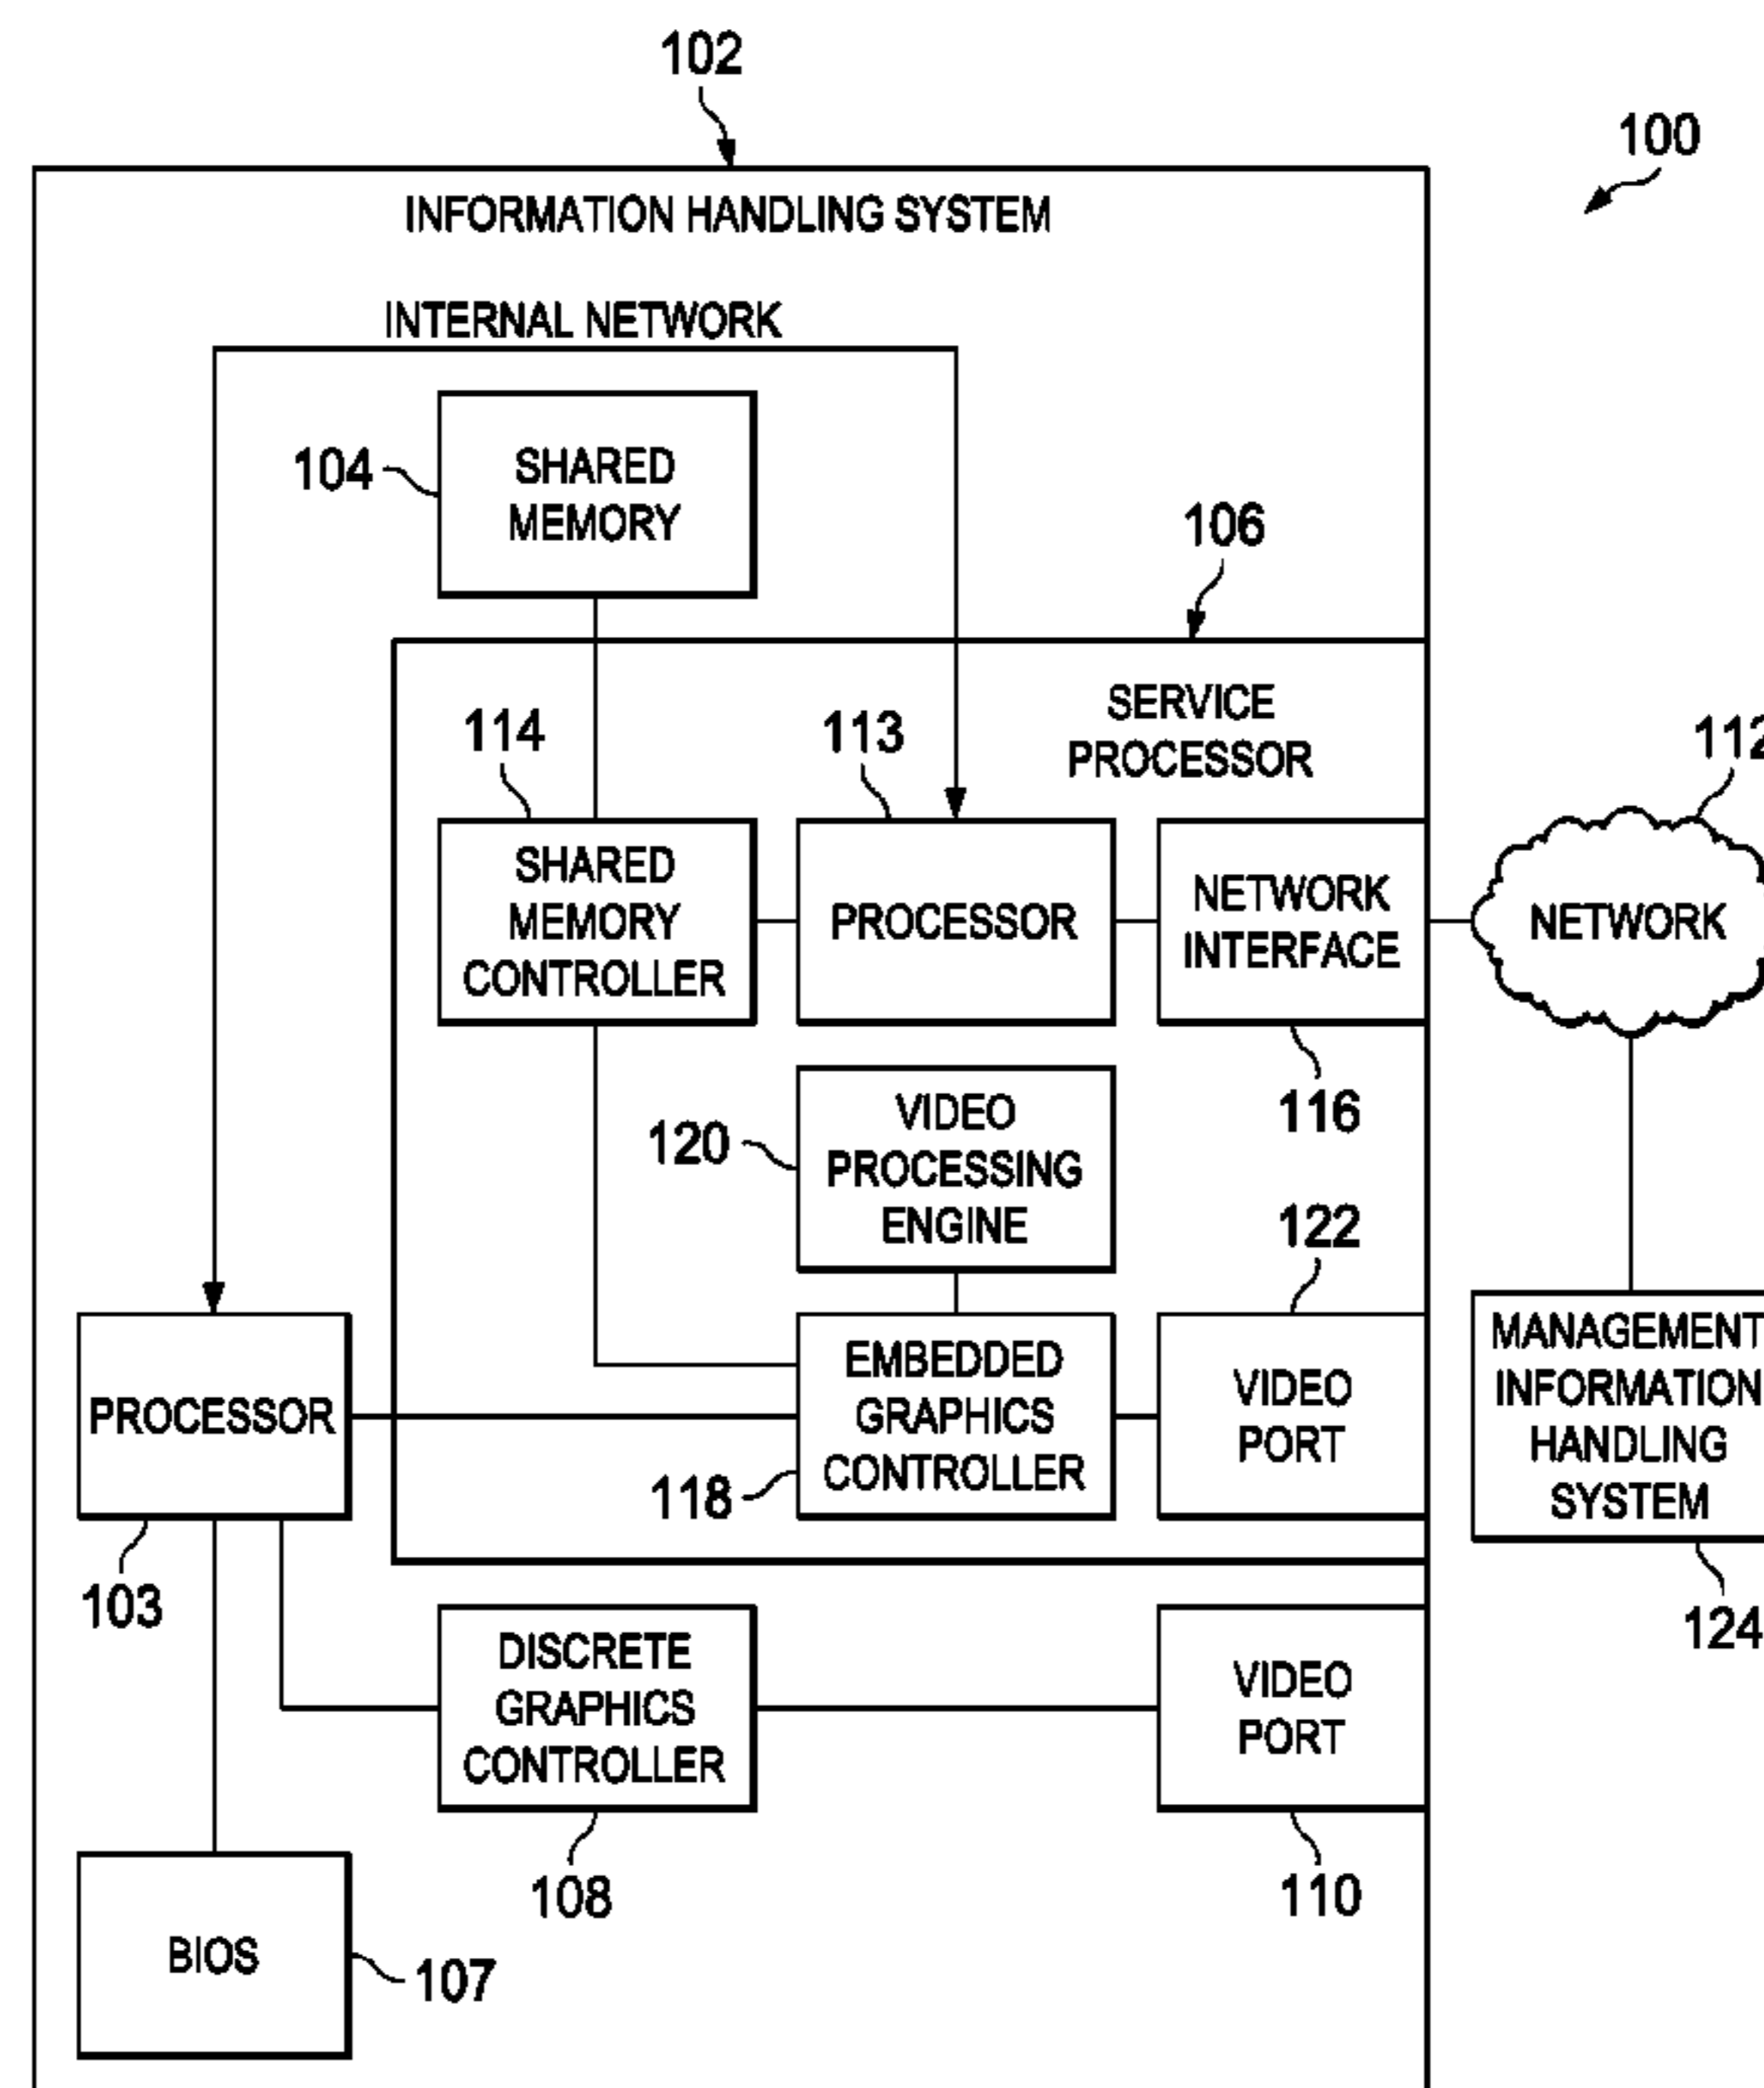 102
100
INFORMATION HANDLING SYSTEM
INTERNAL NETWORK
104
SHARED
MEMORY
106
SERVICE
PROCESSOR
114
113
112
SHARED
MEMORY
CONTROLLER
PROCESSOR
NETWORK
INTERFACE
NETWORK
116
120
VIDEO
PROCESSING
ENGINE
122
PROCESSOR
EMBEDDED
GRAPHICS
CONTROLLER
118
VIDEO
PORT
MANAGEMENT
INFORMATION
HANDLING
SYSTEM
103
124
DISCRETE
GRAPHICS
CONTROLLER
VIDEO
PORT
108
110
BIOS
107